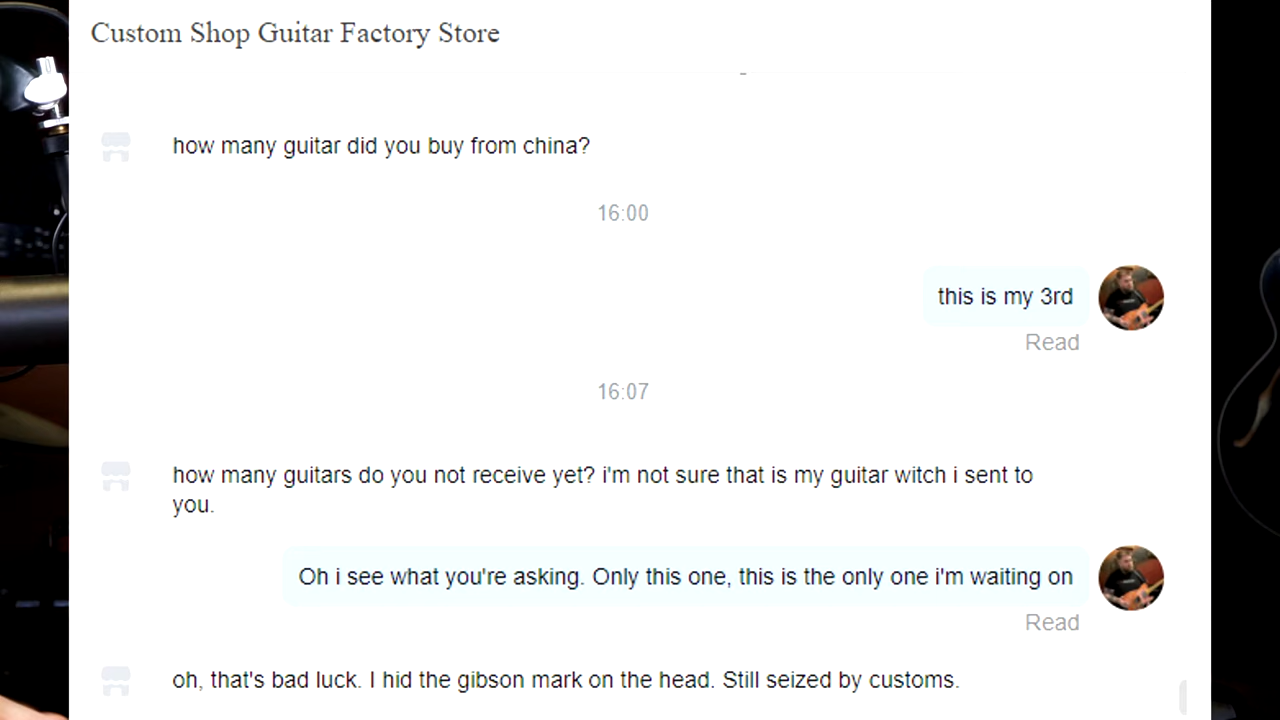 Custom Shop Guitar Factory Store
how many guitar did you buy from china?
16:00
this is my 3rd
Read
16:07
how many guitars do you not receive yet? i'm not sure that is my guitar witch i sent to
you.
Oh i see what you're asking. Only this one, this is the only one i'm waiting on
Read
oh, that's bad luck. I hid the gibson mark on the head. Still seized by customs.